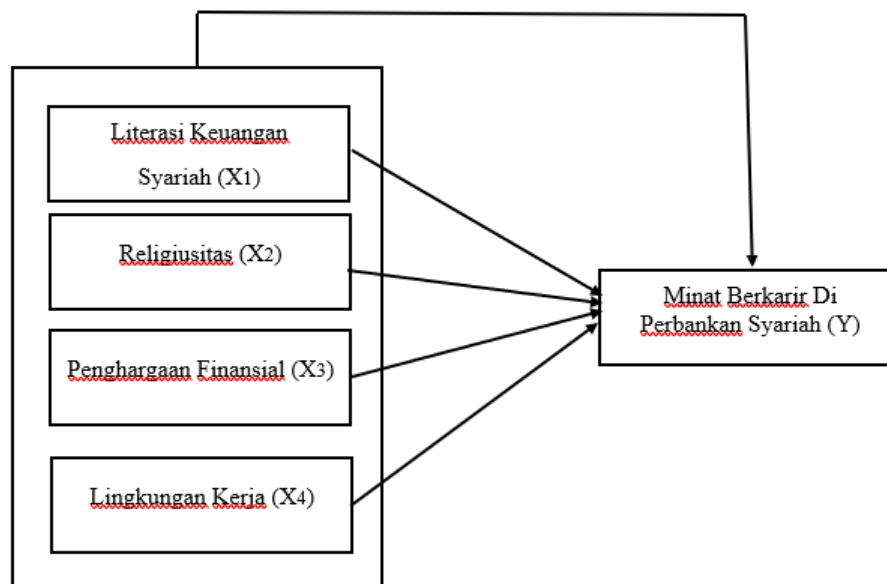 Literasi Keuangan
Syariah (X1)
Religiusitas (X2)
Penghargaan Finansial (X3)
Lingkungan Kerja (X4)
Minat Berkarir Di
Perbankan Syariah (Y)